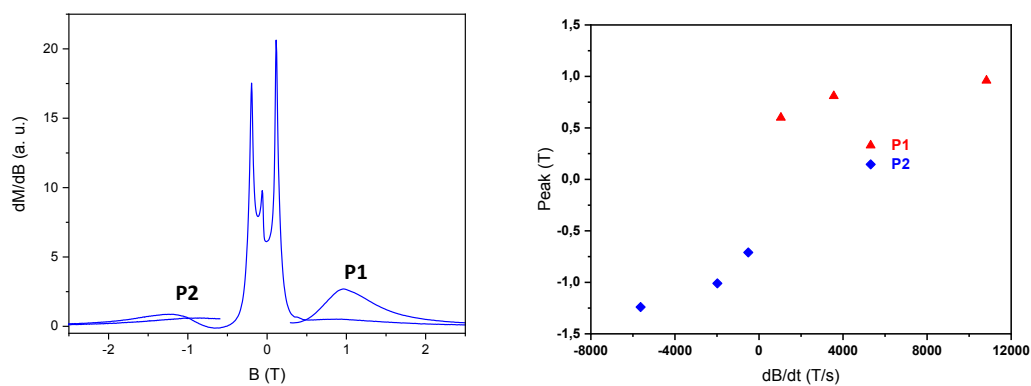 20
15
10
5
0
dM/dB (a. u.)
P2
P1
-2
-1
0
1
2
B (T)
1,5
1,0
0,5
0,0
-0,5
-1,0
-1,5
Peak (T)
P1
P2
-8000
-4000
0
4000
8000
12000
dB/dt (T/s)